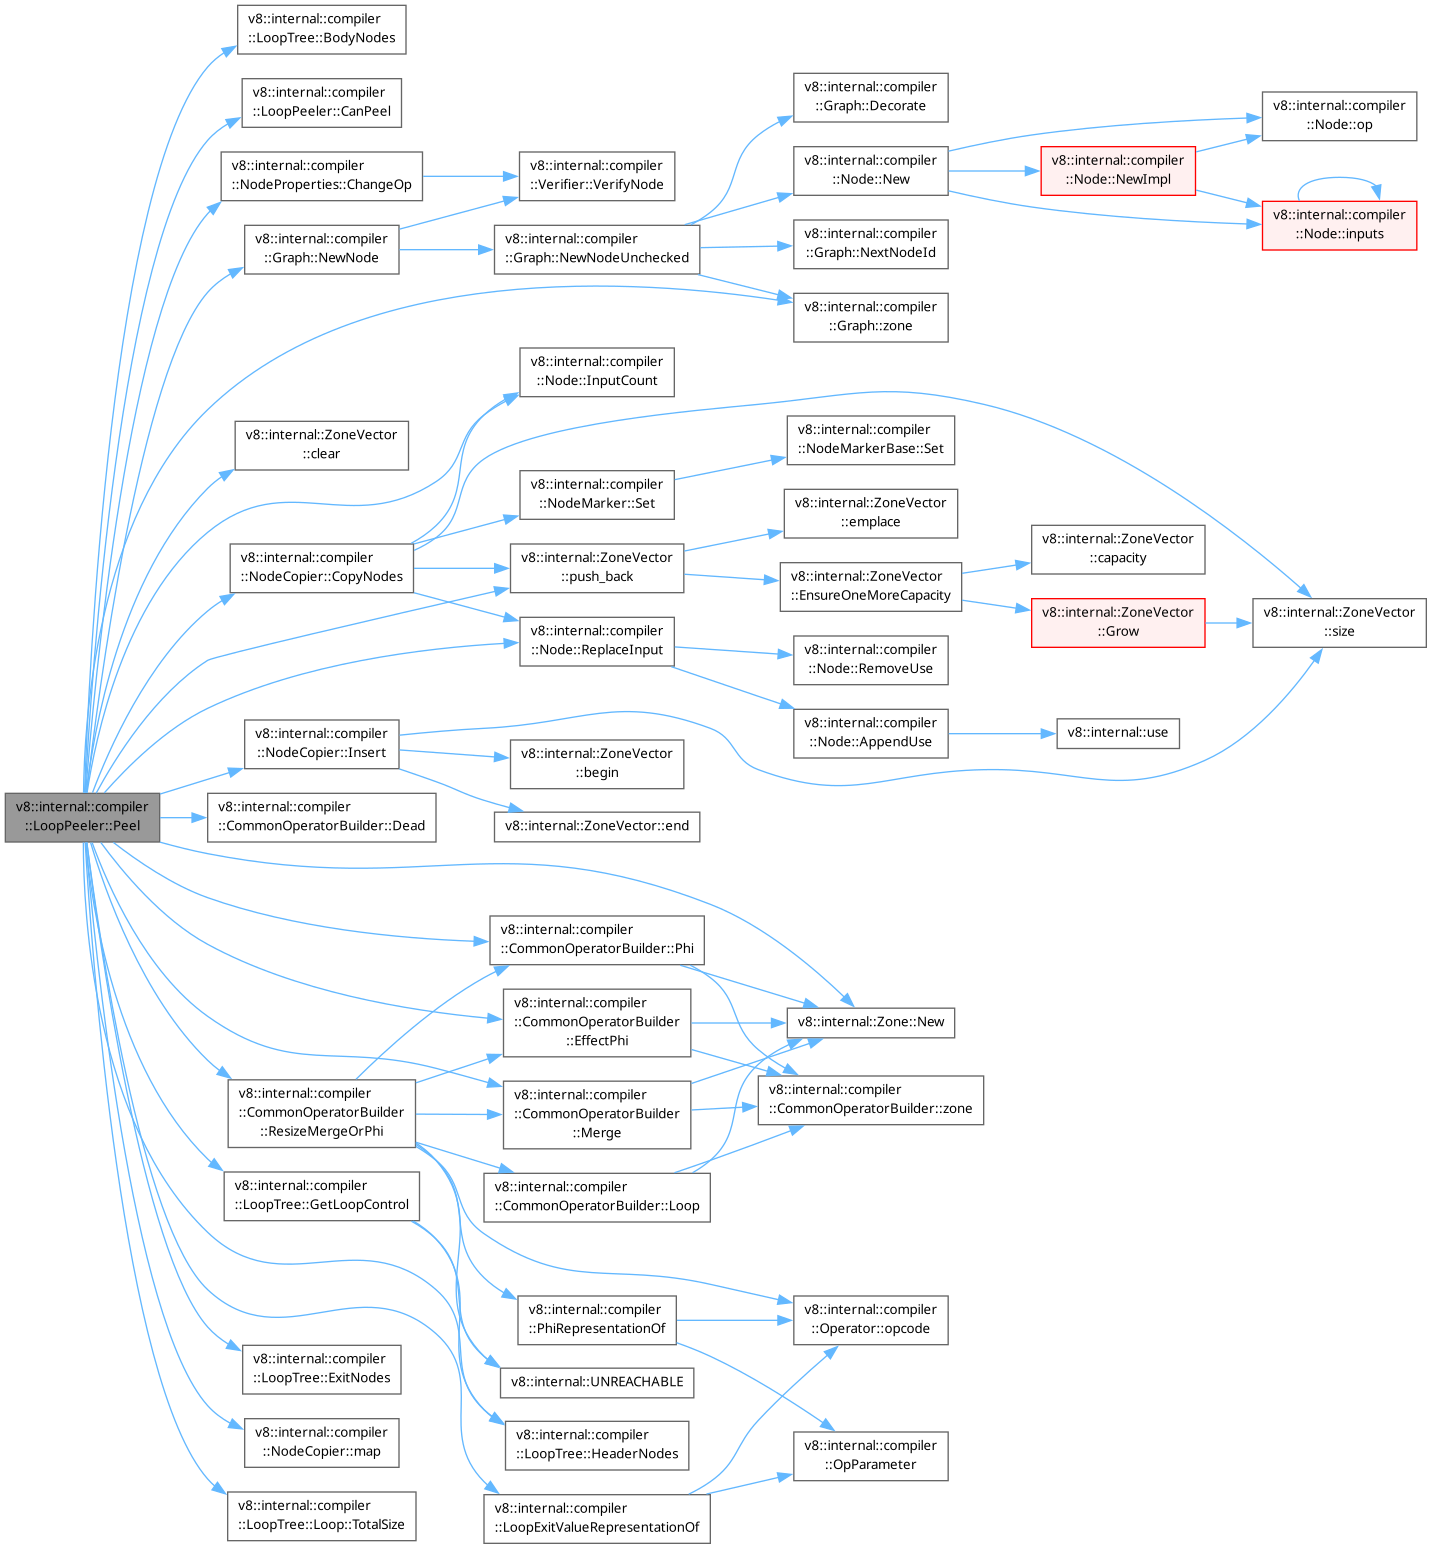 v8::internal::compiler
::LoopPeeler::Peel
v8::internal::compiler
::LoopTree::BodyNodes
v8::internal::compiler
::LoopPeeler::CanPeel
v8::internal::compiler
::NodeProperties::ChangeOp
v8::internal::compiler
::Graph::NewNode
v8::internal::ZoneVector
::clear
v8::internal::compiler
::NodeCopier::CopyNodes
v8::internal::compiler
::NodeCopier::Insert
v8::internal::compiler
::CommonOperatorBuilder::Dead
v8::internal::compiler
::CommonOperatorBuilder
::ResizeMergeOrPhi
v8::internal::compiler
::LoopTree::GetLoopControl
v8::internal::compiler
::LoopTree::ExitNodes
v8::internal::compiler
::NodeCopier::map
v8::internal::compiler
::LoopTree::Loop::TotalSize
v8::internal::compiler
::Verifier::VerifyNode
v8::internal::compiler
::Graph::NewNodeUnchecked
v8::internal::compiler
::Node::InputCount
v8::internal::compiler
::NodeMarker::Set
v8::internal::ZoneVector
::push_back
v8::internal::compiler
::Node::ReplaceInput
v8::internal::ZoneVector
::begin
v8::internal::ZoneVector::end
v8::internal::compiler
::CommonOperatorBuilder::Phi
v8::internal::compiler
::CommonOperatorBuilder
::EffectPhi
v8::internal::compiler
::CommonOperatorBuilder
::Merge
v8::internal::compiler
::CommonOperatorBuilder::Loop
v8::internal::compiler
::PhiRepresentationOf
v8::internal::UNREACHABLE
v8::internal::compiler
::LoopTree::HeaderNodes
v8::internal::compiler
::LoopExitValueRepresentationOf
v8::internal::compiler
::Graph::Decorate
v8::internal::compiler
::Node::New
v8::internal::compiler
::Graph::NextNodeId
v8::internal::compiler
::Graph::zone
v8::internal::compiler
::NodeMarkerBase::Set
v8::internal::ZoneVector
::emplace
v8::internal::ZoneVector
::EnsureOneMoreCapacity
v8::internal::compiler
::Node::RemoveUse
v8::internal::compiler
::Node::AppendUse
v8::internal::Zone::New
v8::internal::compiler
::CommonOperatorBuilder::zone
v8::internal::compiler
::Operator::opcode
v8::internal::compiler
::OpParameter
v8::internal::compiler
::Node::NewImpl
v8::internal::ZoneVector
::capacity
v8::internal::ZoneVector
::Grow
v8::internal::use
v8::internal::compiler
::Node::op
v8::internal::compiler
::Node::inputs
v8::internal::ZoneVector
::size